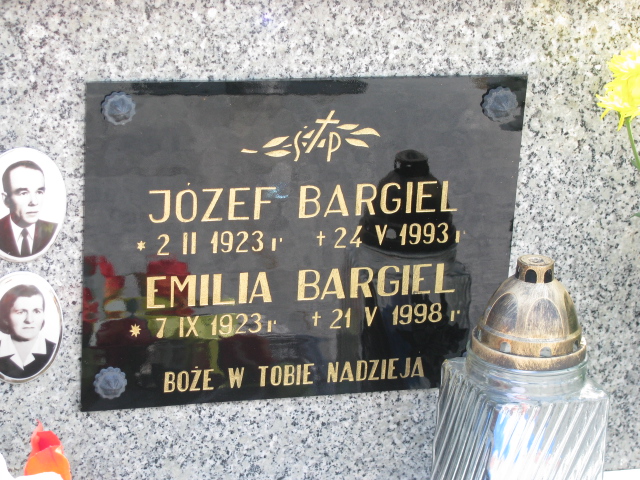 Ś P
JÓZEF BARGIEL
* 2 II 1923 r + 24 V 1993 r
EMILIA BARGIEL
* 7 IX 1923 r + 21 V 1998 r
BOŻE W TOBIE NADZIEJA